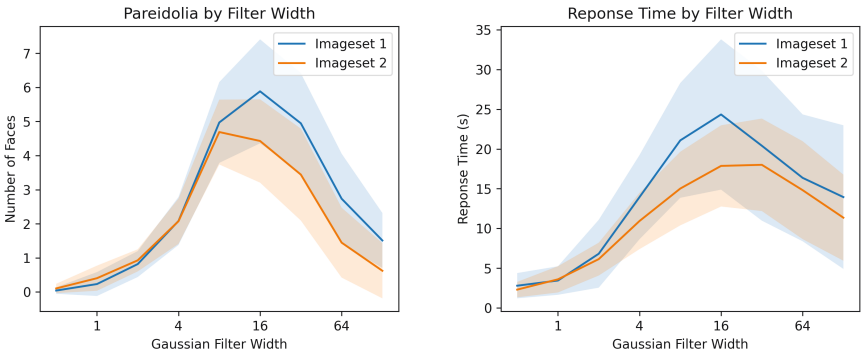 Pareidolia by Filter Width
Number of Faces
7
6
5
4
3
2
1
0
Imageset 1
Imageset 2
1 4 16 64
Gaussian Filter Width
Reponse Time by Filter Width
Reponse Time (s)
35
30
25
20
15
10
5
0
Imageset 1
Imageset 2
1 4 16 64
Gaussian Filter Width